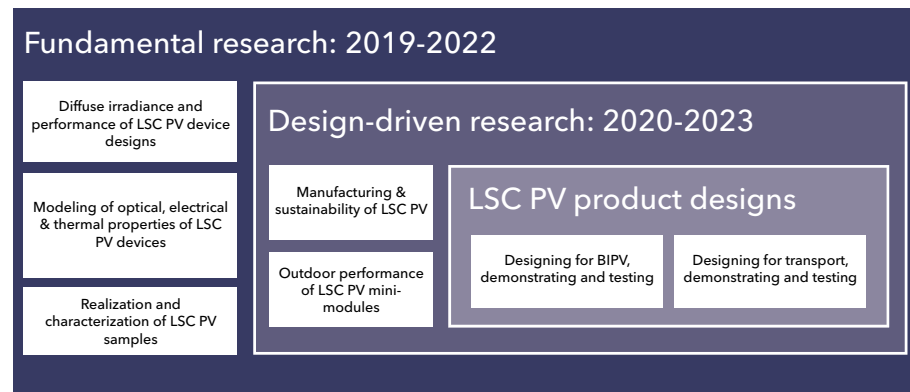 Fundamental research: 2019-2022
Diffuse irradiance and
performance of LSC PV device
designs
Modeling of optical, electrical
& thermal properties of LSC
PV devices
Realization and
characterization of LSC PV
samples
Design-driven research: 2020-2023
Manufacturing &
sustainability of LSC PV
Outdoor performance
of LSC PV mini-
modules
LSC PV product designs
Designing for BIPV,
demonstrating and testing
Designing for transport,
demonstrating and testing